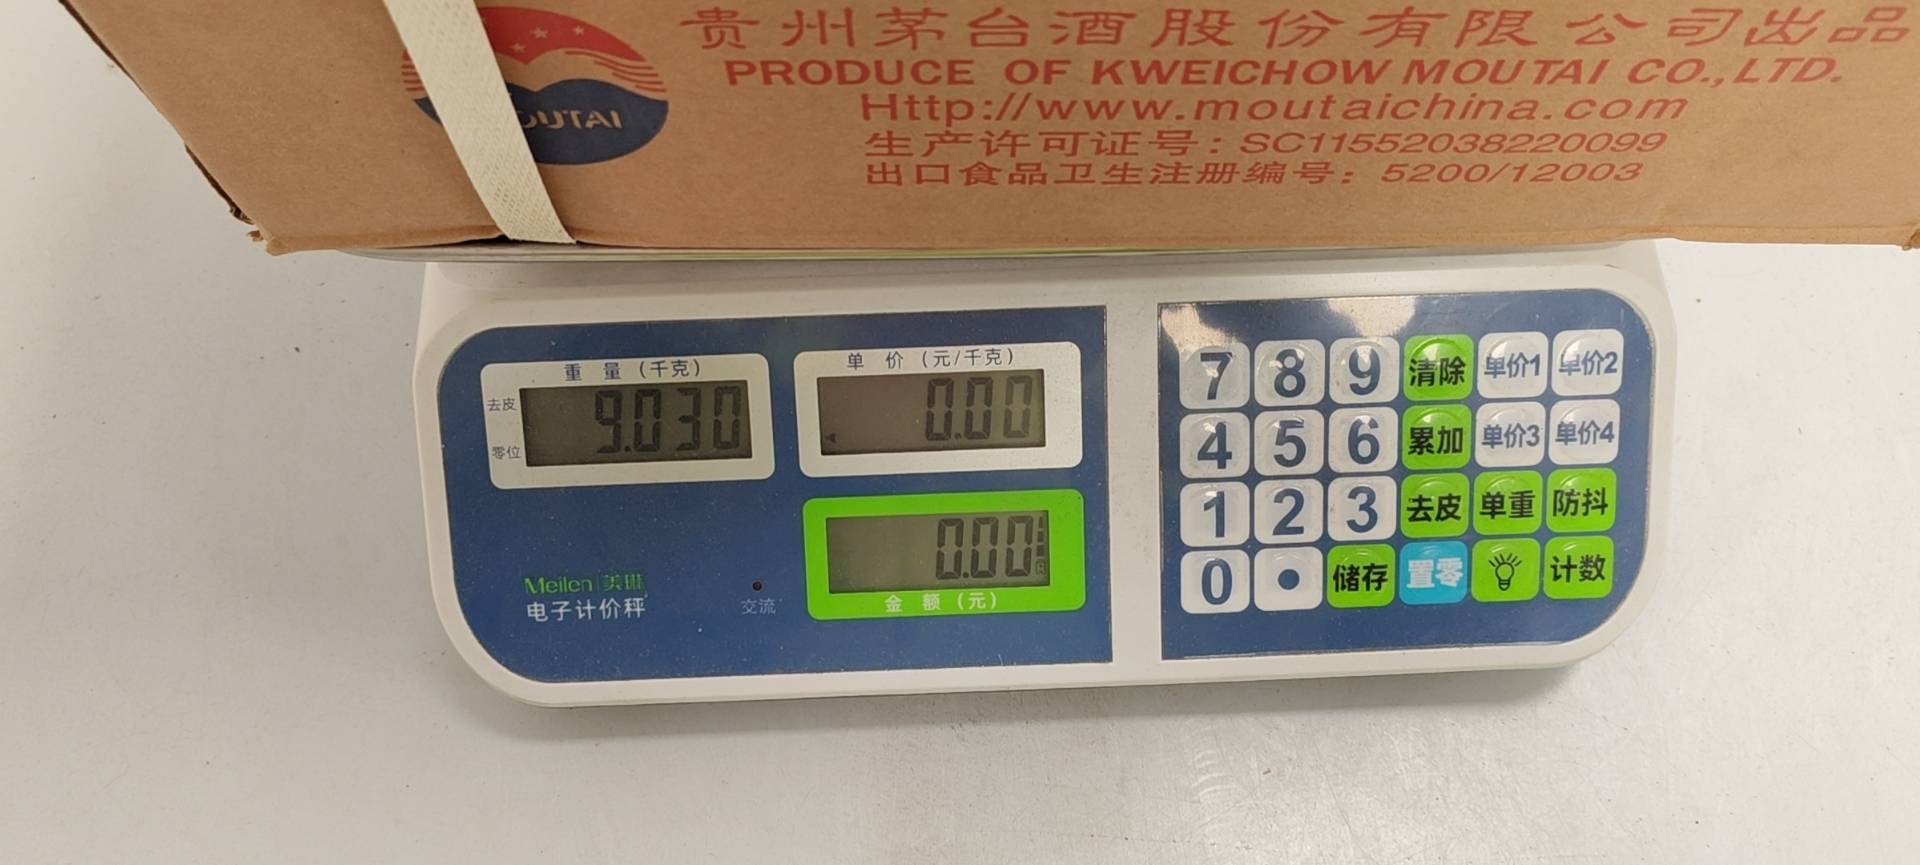 贵州茅台酒股份有限公司出品
PRODUCE OF KWEICHOW MOUTAI CO.,LTD.
Http://www.moutaichina.com
生产许可证号:SC11552038220099
出口食品卫生注册编号:5200/12003
OUTAI
重 量 (千克)
去皮
零位
9.030
单 价 (元/千克)
0.00
0.00
金 额 (元)
Meilen 美琳
电子计价秤
交流
7 8 9 清除 单价1 单价2
4 5 6 累加 单价3 单价4
1 2 3 去皮 单重 防抖
0 • 储存 置零 计数